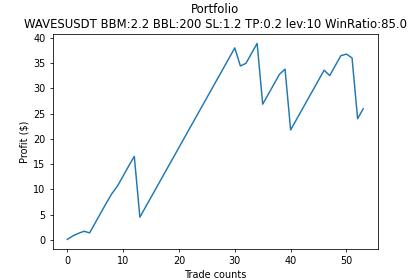 Portfolio
WAVESUSDT BBM:2.2 BBL:200 SL:1.2 TP:0.2 lev:10 WinRatio:85.0
40
35
30
25
20
15
10
5
0
Profit ($)
0 10 20 30 40 50
Trade counts